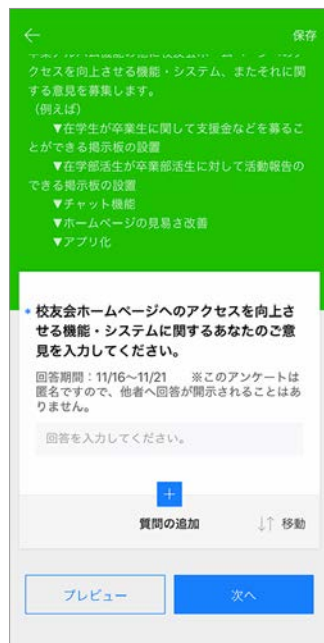 保存
クセスを向上させる機能・システム、またそれに関
する意見を募集します。
（例えば）
▼在学生が卒業生に関して支援金などを募るこ
とができる掲示板の設置
▼在学部活生が卒業部活生に対して活動報告の
できる掲示板の設置
▼チャット機能
▼ホームページの見易さ改善
▼アプリ化
校友会ホームページへのアクセスを向上さ
せる機能・システムに関するあなたのご意
見を入力してください。
回答期間：11/16～11/21　※このアンケートは
匿名ですので、他者へ回答が開示されることはあ
りません。
回答を入力してください。
質問の追加
↓↑ 移動
プレビュー
次へ